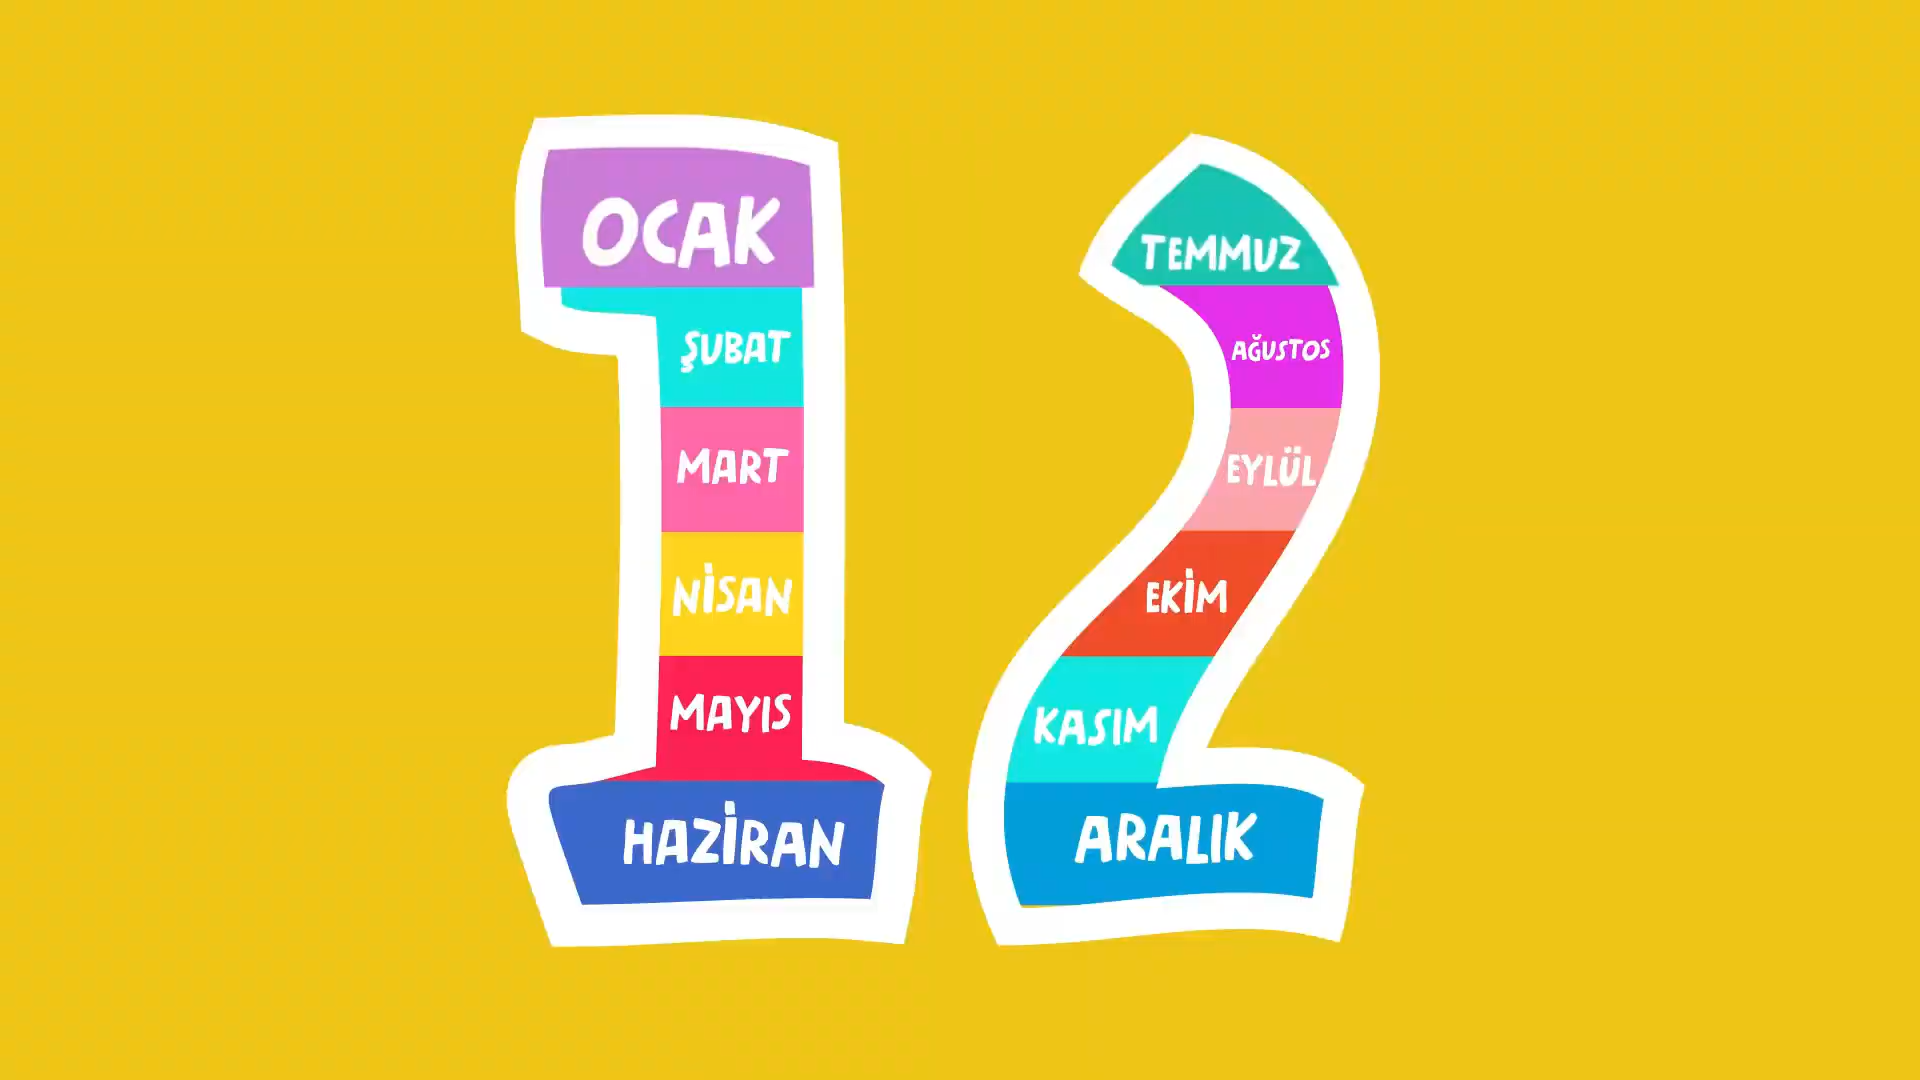 OCAK
ŞUBAT
MART
NİSAN
MAYIS
HAZİRAN
TEMMUZ
AĞUSTOS
EYLÜL
EKİM
KASIM
ARALIK